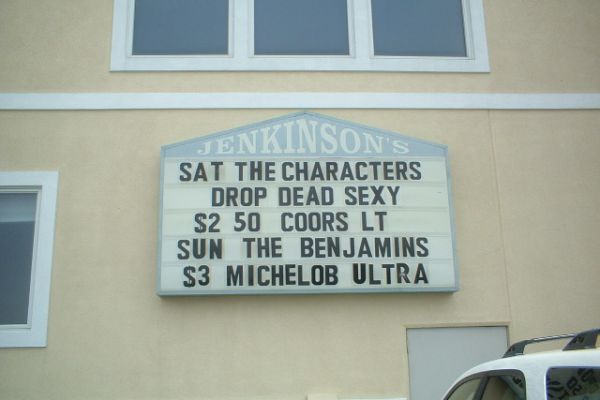 JENKINSON'S
SAT THE CHARACTERS
DROP DEAD SEXY
$2 50 COORS LT
SUN THE BENJAMINS
$3 MICHELOB ULTRA